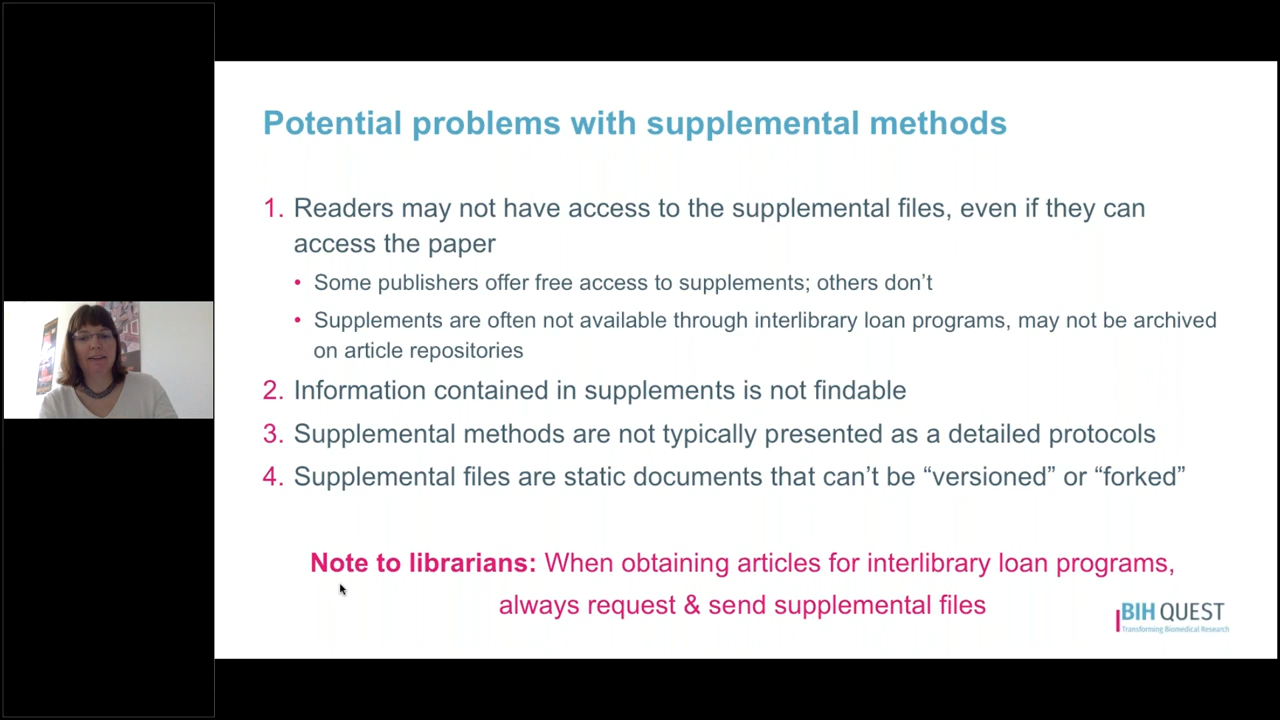 Potential problems with supplemental methods
1. Readers may not have access to the supplemental files, even if they can
access the paper
• Some publishers offer free access to supplements; others don’t
• Supplements are often not available through interlibrary loan programs, may not be archived
on article repositories
2. Information contained in supplements is not findable
3. Supplemental methods are not typically presented as a detailed protocols
4. Supplemental files are static documents that can’t be “versioned” or “forked”
Note to librarians: When obtaining articles for interlibrary loan programs,
always request & send supplemental files
BIH QUEST
Transforming Biomedical Research